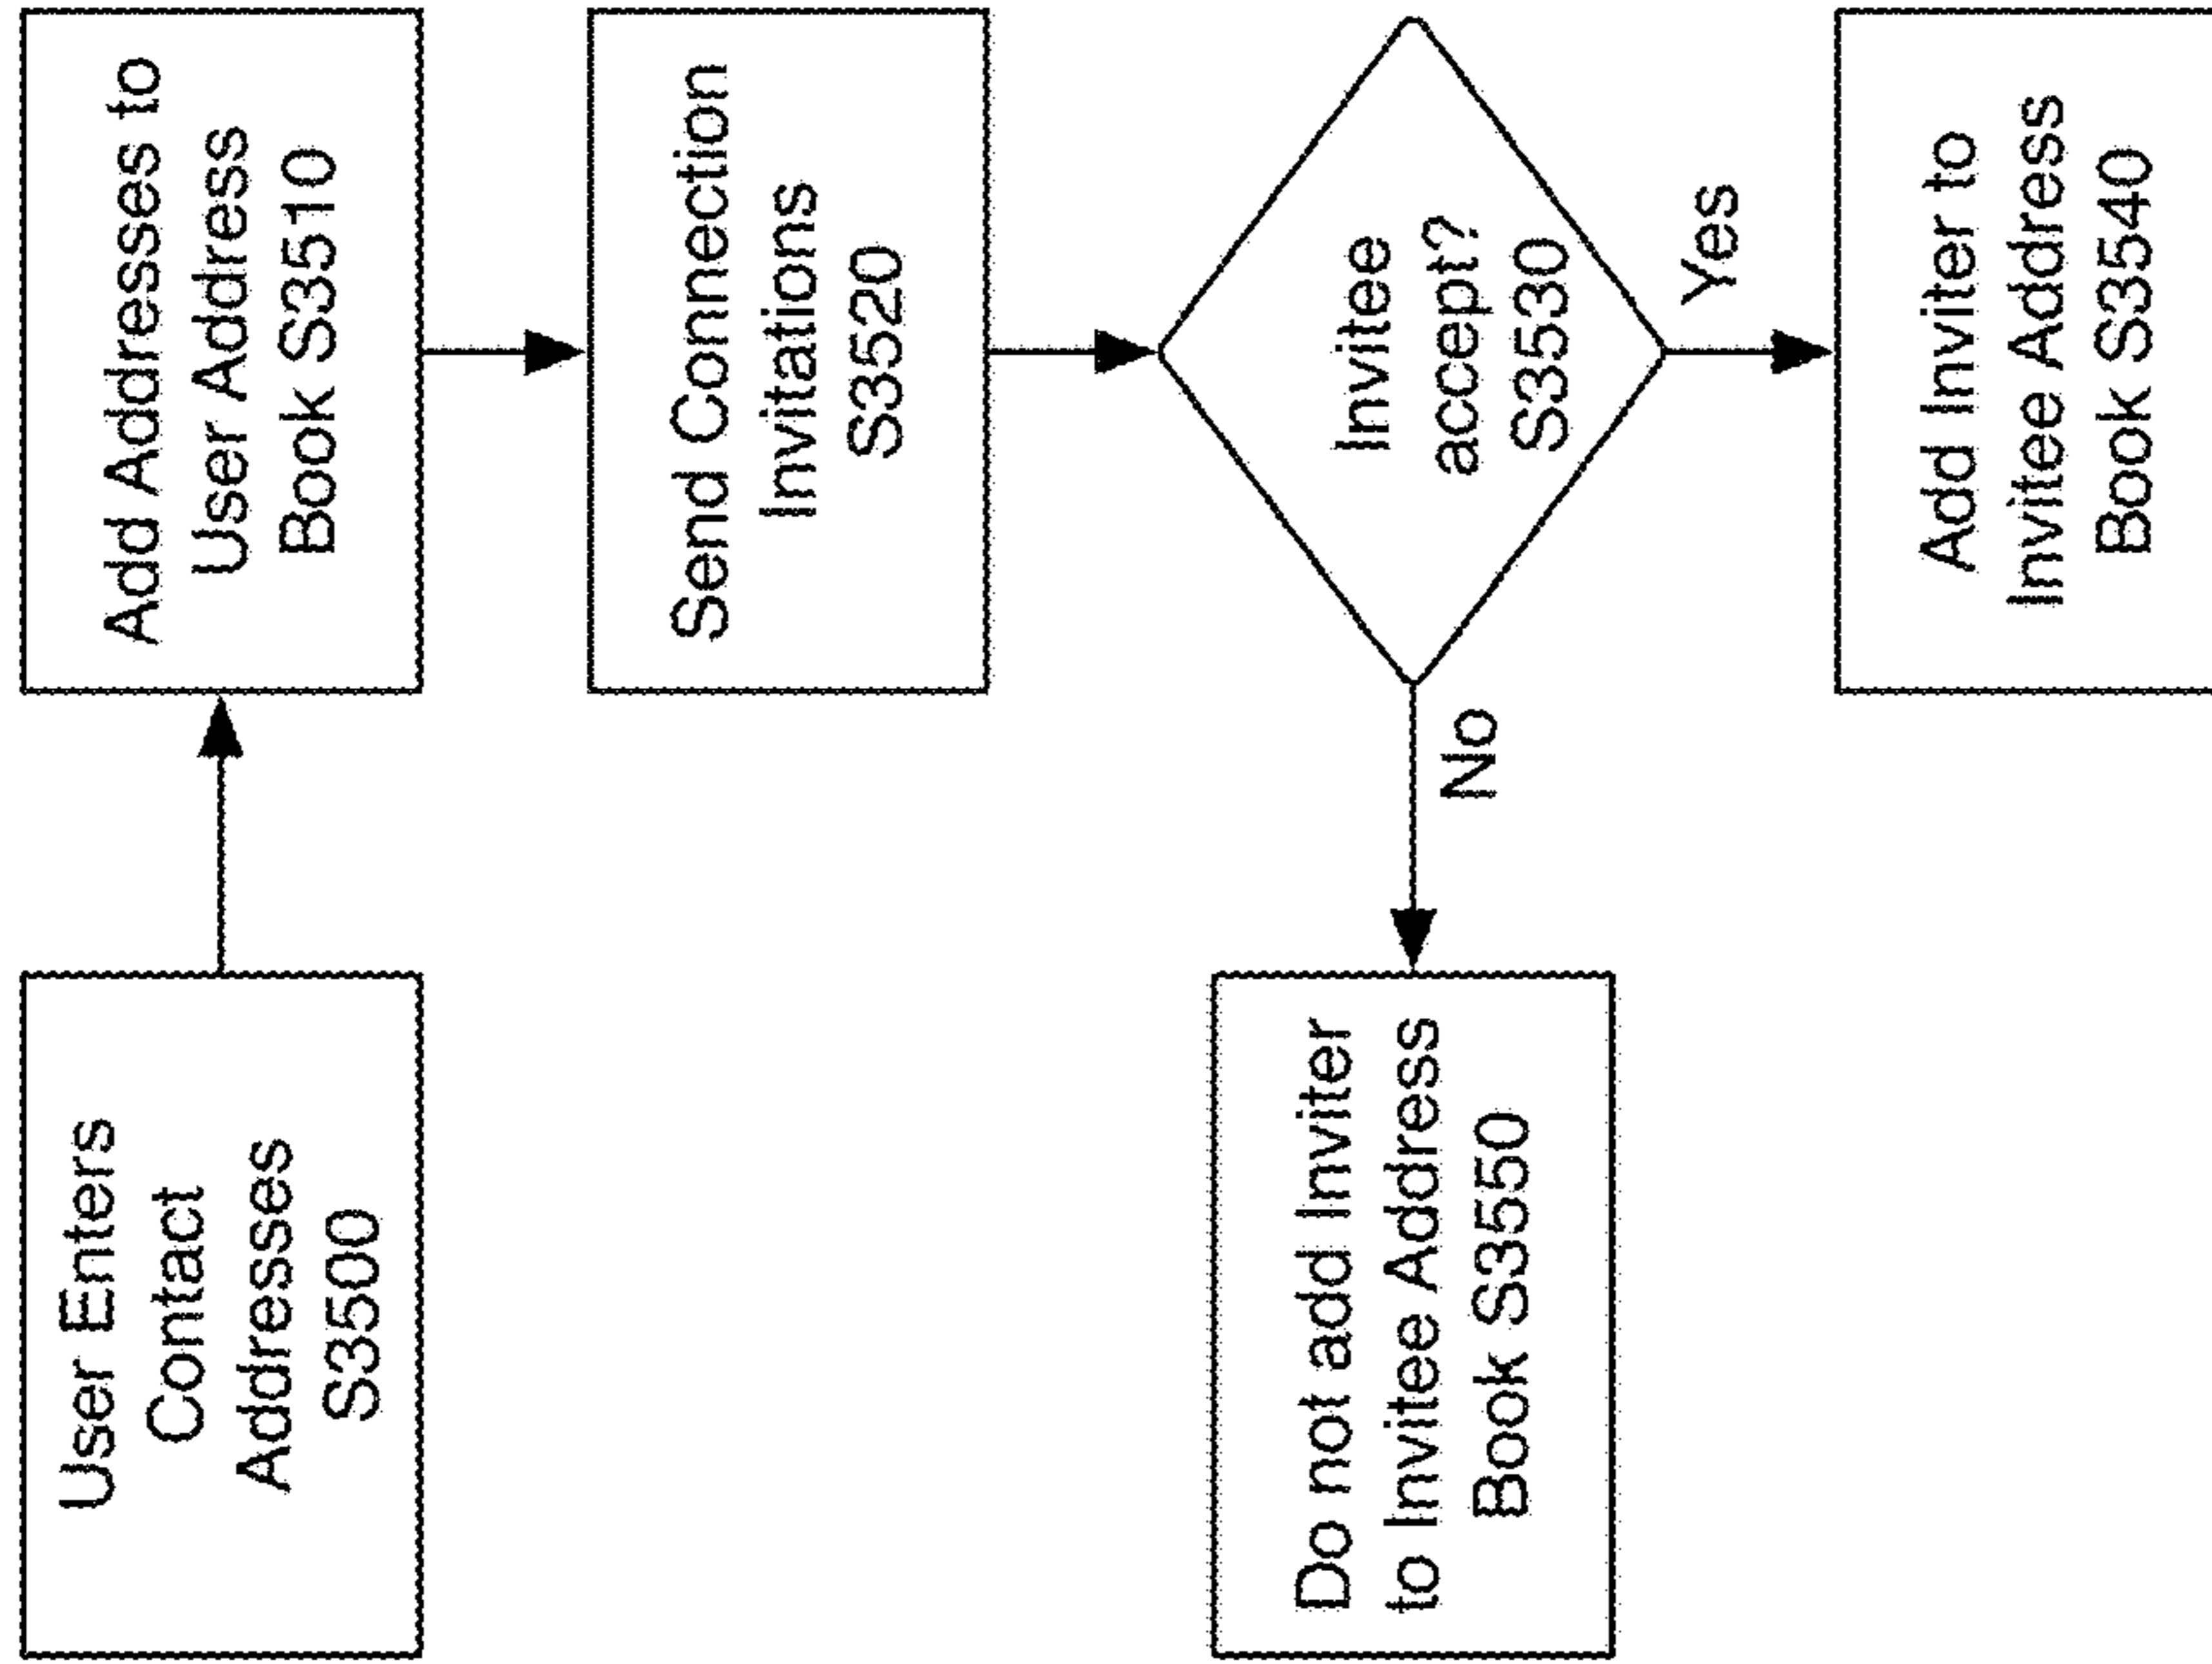 User Enters
Contact
Addresses
S3500
Add Addresses to
User Address
Book S3510
Send Connection
Invitations
S3520
Invitee
accept?
S3530
No
Yes
Do not add Inviter
to Invitee Address
Book S3550
Add Inviter to
Invitee Address
Book S3540